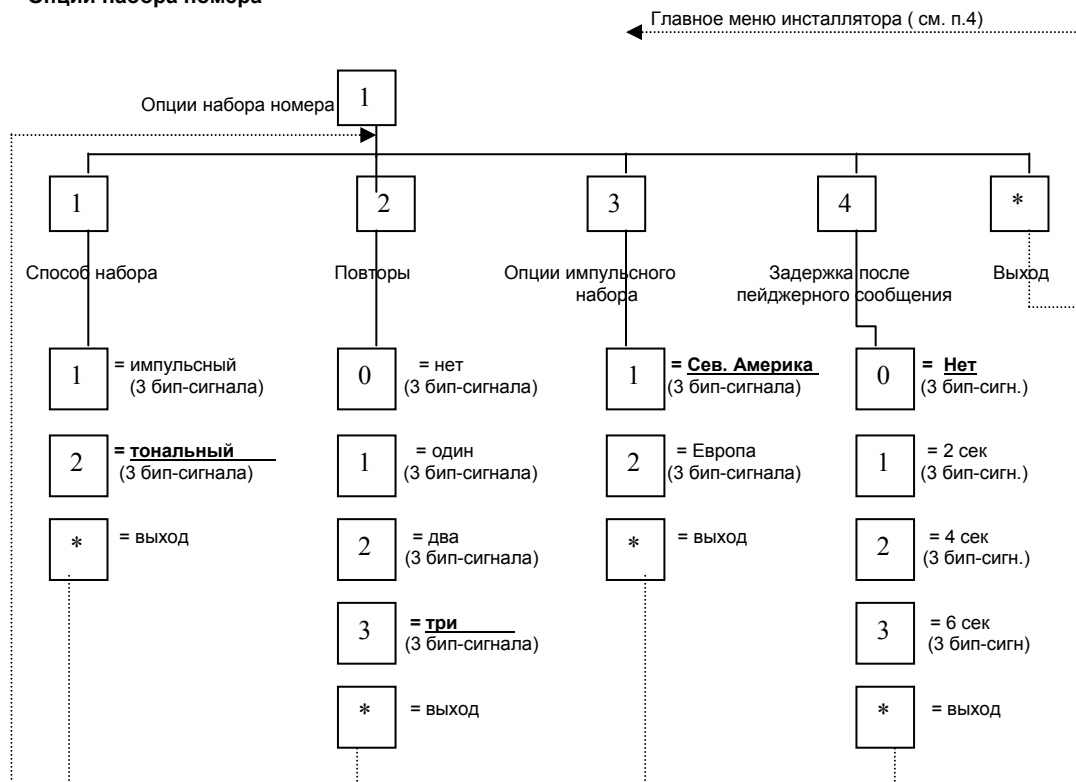 Опции набора номера
Главное меню инсталлятора ( см. п.4)
Опции набора номера 1
1 2 3 4 *
Способ набора Повторы Опции импульсного Задержка после Выход
набора пейджерного сообщения
1 = импульсный 0 = нет 1 = Сев. Америка 0 = Нет
(3 бип-сигнала) (3 бип-сигнала) (3 бип-сигнала) (3 бип-сигн.)
2 = тональный 1 = один 2 = Европа 1 = 2 сек
(3 бип-сигнала) (3 бип-сигнала) (3 бип-сигнала) (3 бип-сигн.)
* = выход 2 = два * = выход 2 = 4 сек
(3 бип-сигнала) (3 бип-сигн.)
3 = три 3 = 6 сек
(3 бип-сигнала) (3 бип-сигн)
* = выход * = выход